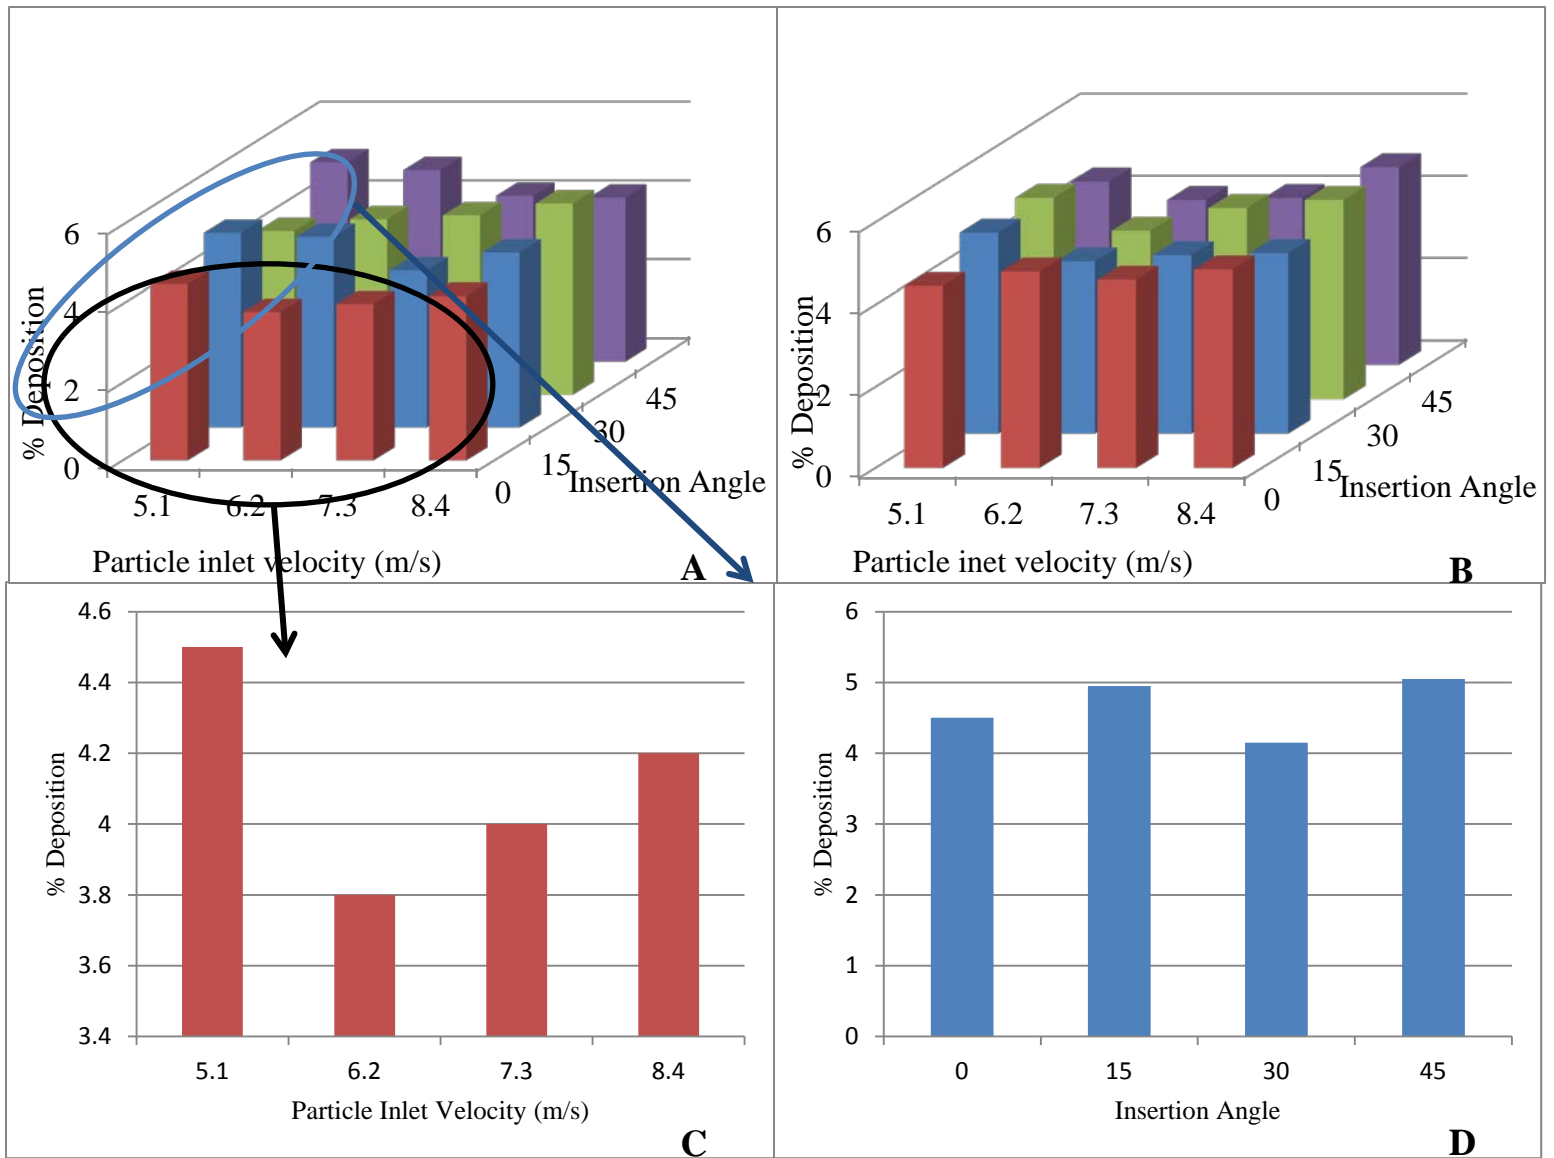 6
4
2
0
% Deposition
5.1 6.2 7.3 8.4
0
15
30
45
Insertion Angle
Particle inlet velocity (m/s)
A
6
4
2
0
% Deposition
5.1 6.2 7.3 8.4
0
15
30
45
Insertion Angle
Particle inet velocity (m/s)
B
4.6
4.4
4.2
4
3.8
3.6
3.4
% Deposition
5.1 6.2 7.3 8.4
Particle Inlet Velocity (m/s)
C
6
5
4
3
2
1
0
% Deposition
0 15 30 45
Insertion Angle
D